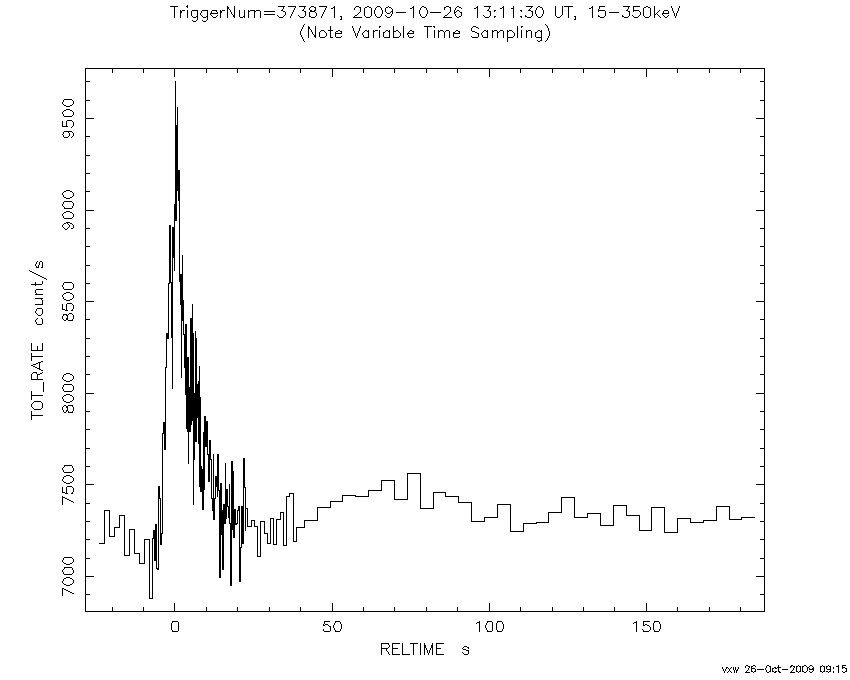 TriggerNum=373871, 2009-10-26 13:11:30 UT, 15-350keV
(Note Variable Time Sampling)
TOT_RATE count/s
9500
9000
8500
8000
7500
7000
0 50 100 150
RELTIME s
vxw 26-Oct-2009 09:15